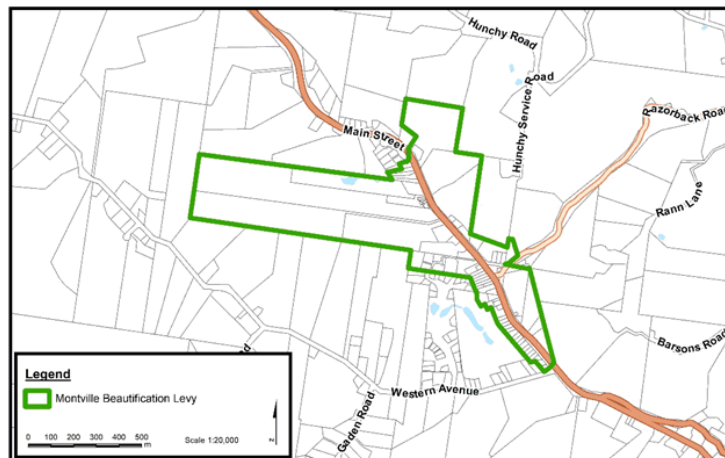 Hunchy Road
Hunchy Service Road
Razorback Road
Main Street
Rann Lane
Barsons Road
Western Avenue
Gaden Road
Legend
Montville Beautification Levy
0 100 200 300 400 500
m
Scale 1:20,000
N